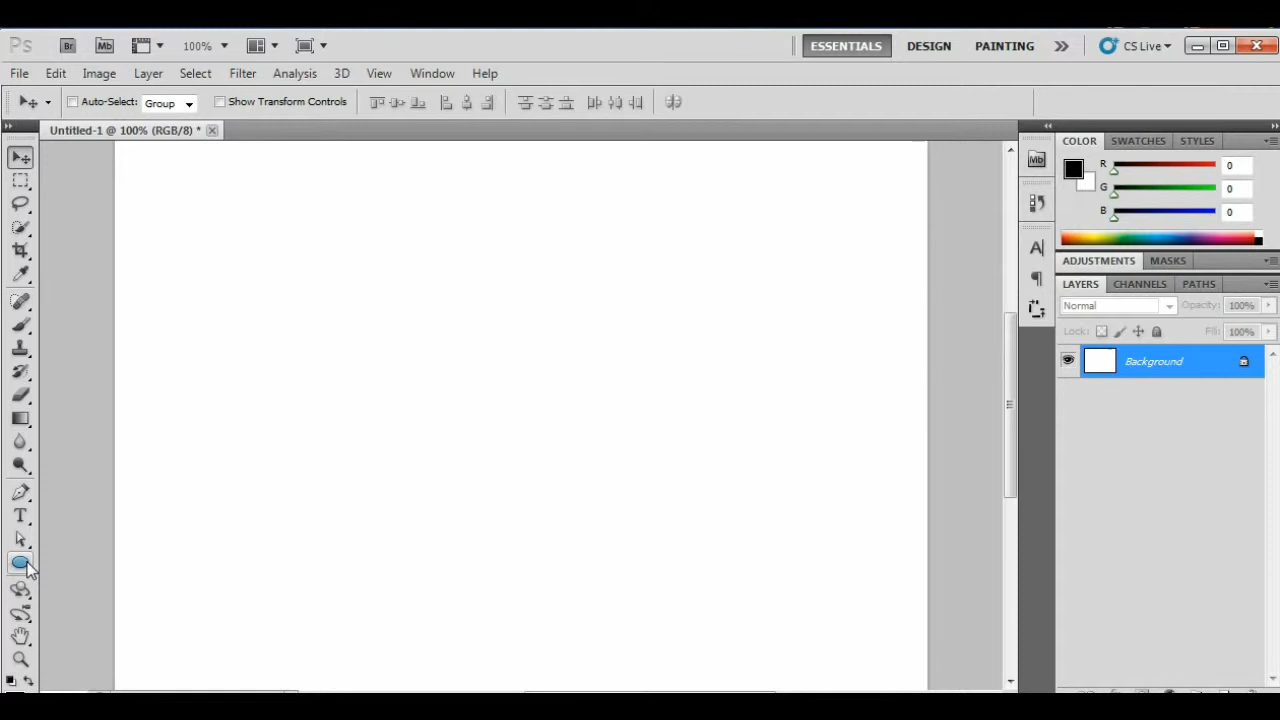 Ps Br Mb 100% ESSENTIALS DESIGN PAINTING CS Live
File Edit Image Layer Select Filter Analysis 3D View Window Help
Auto-Select: Group Show Transform Controls
Untitled-1 @ 100% (RGB/8) *
COLOR SWATCHES STYLES
Mb
R 0
G 0
B 0
A
ADJUSTMENTS MASKS
LAYERS CHANNELS PATHS
Normal Opacity: 100%
Lock: Fill: 100%
Background
T